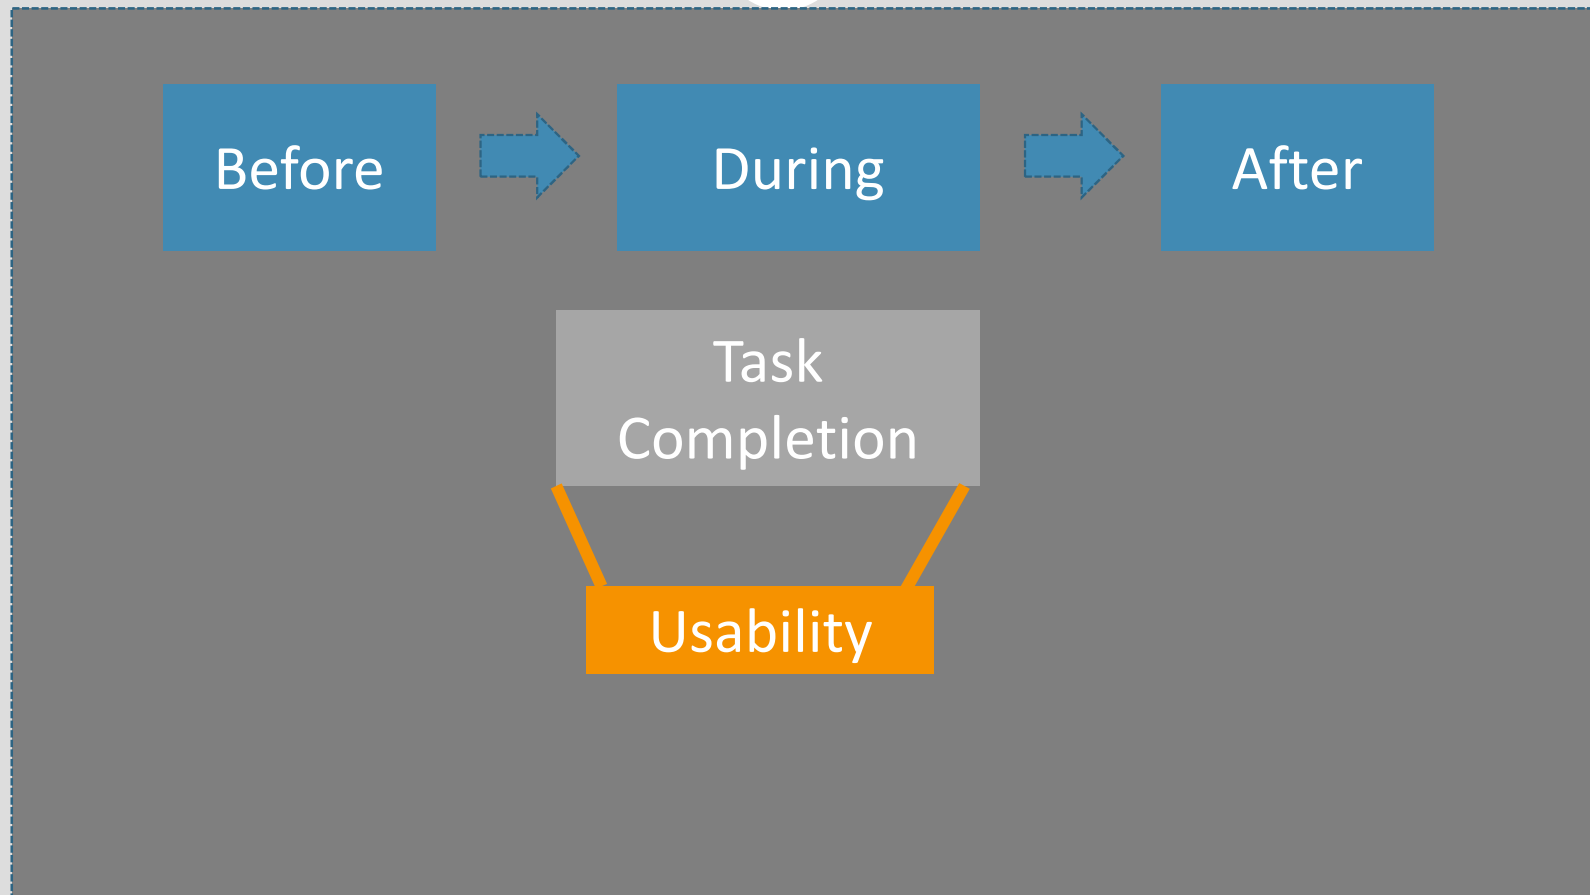 Before
During
After
Task
Completion
Usability